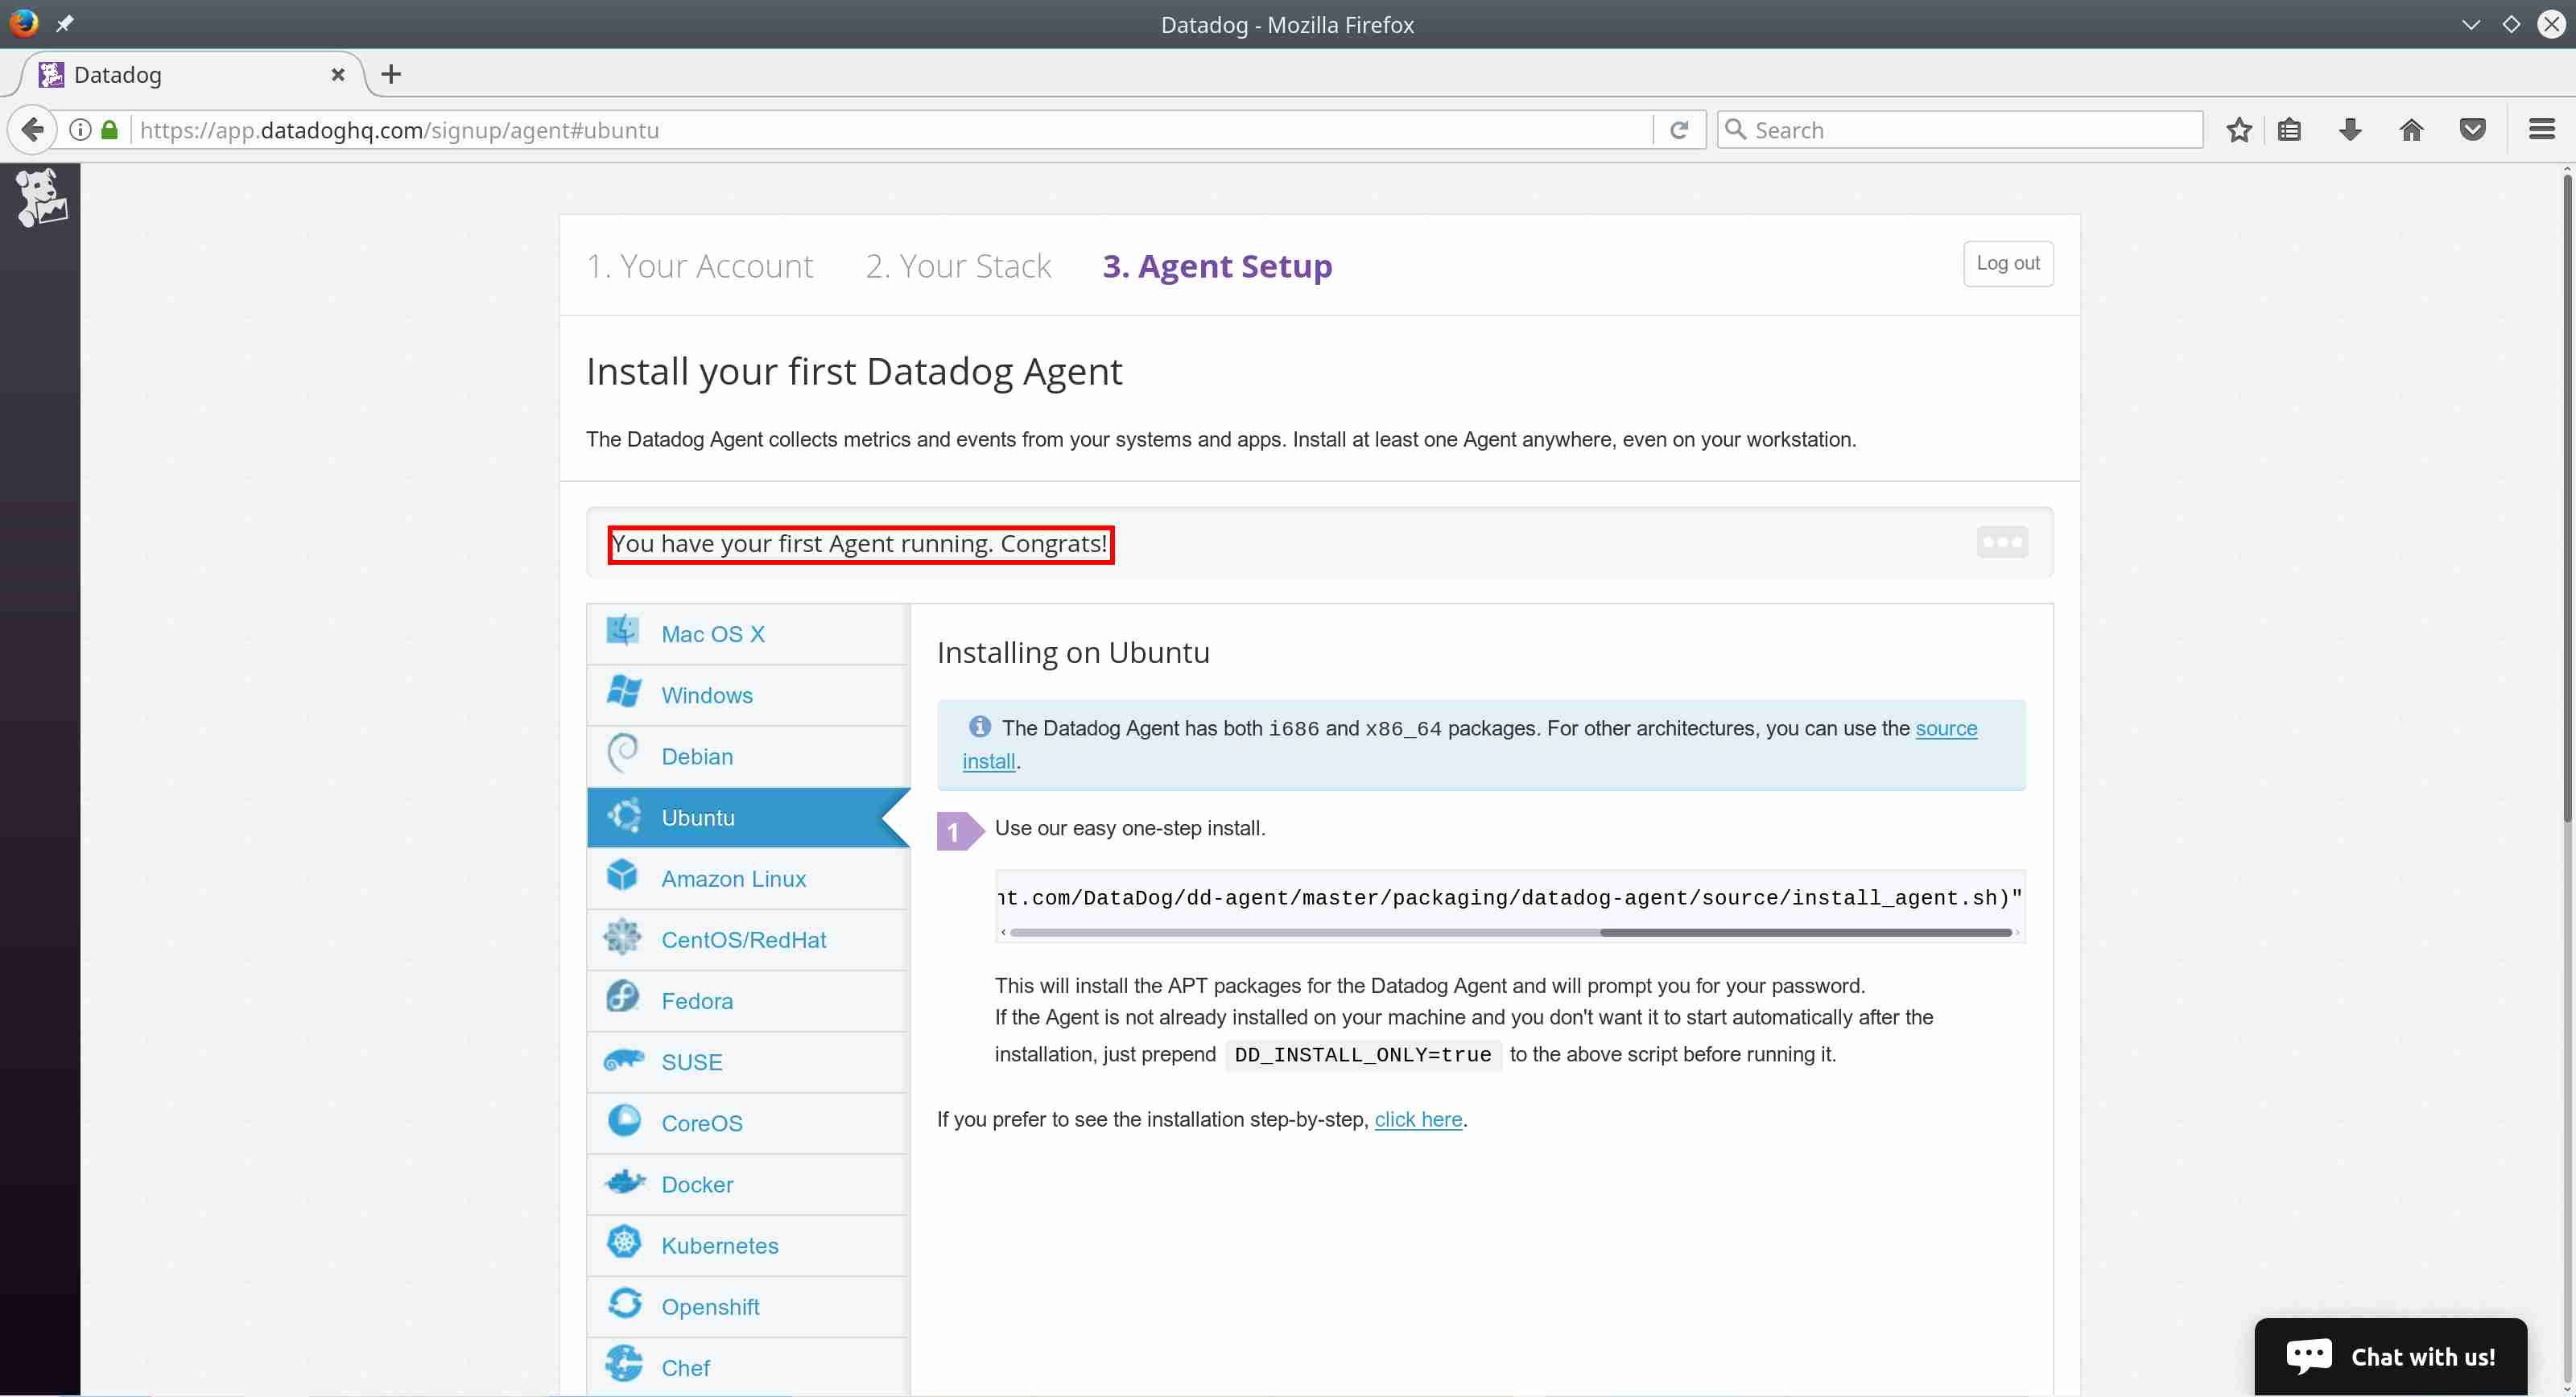 Datadog - Mozilla Firefox
Datadog
https://app.datadoghq.com/signup/agent#ubuntu
Search
1. Your Account 2. Your Stack 3. Agent Setup
Log out
Install your first Datadog Agent
The Datadog Agent collects metrics and events from your systems and apps. Install at least one Agent anywhere, even on your workstation.
You have your first Agent running. Congrats!
Mac OS X
Windows
Debian
Ubuntu
Amazon Linux
CentOS/RedHat
Fedora
SUSE
CoreOS
Docker
Kubernetes
Openshift
Chef
Installing on Ubuntu
The Datadog Agent has both i686 and x86_64 packages. For other architectures, you can use the source
install.
1 Use our easy one-step install.
nt.com/DataDog/dd-agent/master/packaging/datadog-agent/source/install_agent.sh)"
This will install the APT packages for the Datadog Agent and will prompt you for your password.
If the Agent is not already installed on your machine and you don't want it to start automatically after the
installation, just prepend DD_INSTALL_ONLY=true to the above script before running it.
If you prefer to see the installation step-by-step, click here.
Chat with us!